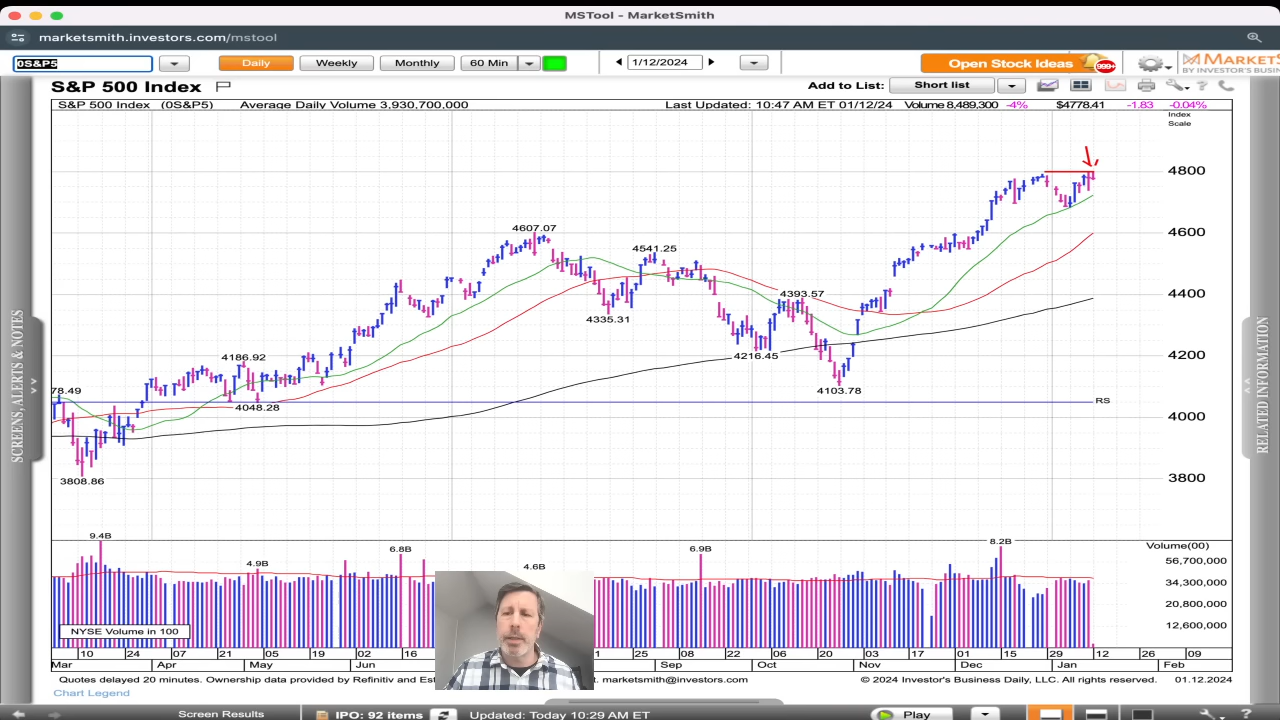 MSTool - MarketSmith
marketsmith.investors.com/mstool
0S&P5
Daily
Weekly
Monthly
60 Min
1/12/2024
Open Stock Ideas
999+
MARKETS
BY INVESTOR'S BUSIN
S&P 500 Index
Add to List:
Short list
S&P 500 Index (0S&P5) Average Daily Volume 3,930,700,000
Last Updated: 10:47 AM ET 01/12/24 Volume 8,489,300 -4% $4778.41 -1.83 -0.04%
Index
Scale
4800
4600
4400
4200
4000
3800
4607.07
4541.25
4393.57
4335.31
4216.45
4186.92
4103.78
78.49
4048.28
RS
3808.86
9.4B
4.9B
6.8B
4.6B
6.9B
8.2B
Volume(00)
56,700,000
34,300,000
20,800,000
12,600,000
NYSE Volume in 100
10 24 07 21 05 19 02 16 11 25 08 22 06 20 03 17 01 15 29 12 26 09
Mar Apr May Jun Sep Oct Nov Dec Jan Feb
Quotes delayed 20 minutes. Ownership data provided by Refinitiv and Est
t. marketsmith@investors.com
© 2024 Investor's Business Daily, LLC. All rights reserved.
01.12.2024
Chart Legend
SCREENS, ALERTS & NOTES
RELATED INFORMATION
Screen Results
IPO: 92 items
Updated: Today 10:29 AM ET
Play